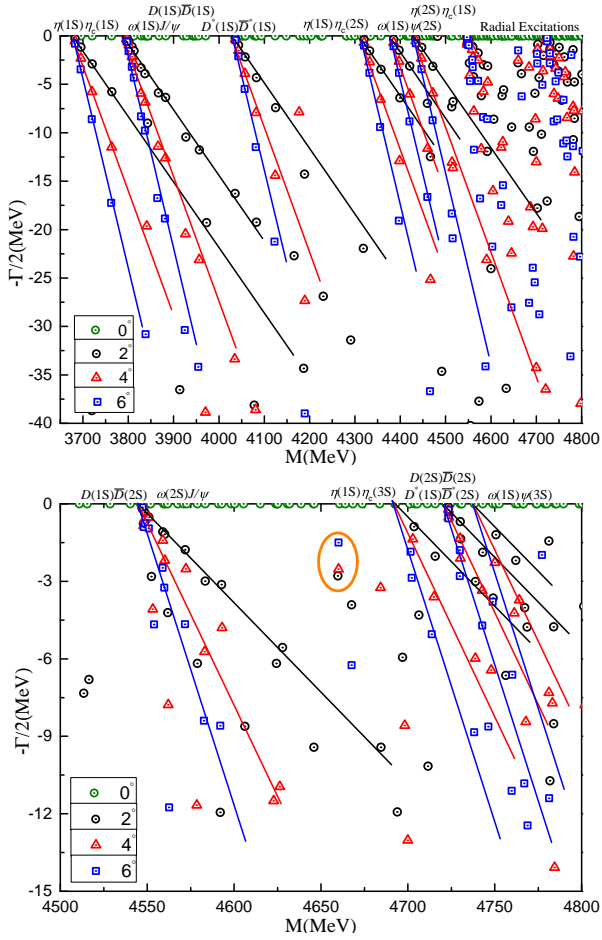 D(1S)D̅(1S)
η(2S)η_c(1S)
η(1S) η_c(1S) ω(1S)J/ψ D*(1S)D̅*(1S) η(1S)η_c(2S) ω(1S)ψ(2S) Radial Excitations
0
-5
-10
-15
-20
-25
-30
-35
-40
-Γ/2(MeV)
0°
2°
4°
6°
3700 3800 3900 4000 4100 4200 4300 4400 4500 4600 4700 4800
M(MeV)
D(2S)D̅(2S)
D(1S)D̅(2S) ω(2S)J/ψ η(1S)η_c(3S) D*(1S)D̅*(2S) ω(1S)ψ(3S)
0
-3
-6
-9
-12
-15
-Γ/2(MeV)
0°
2°
4°
6°
4500 4550 4600 4650 4700 4750 4800
M(MeV)